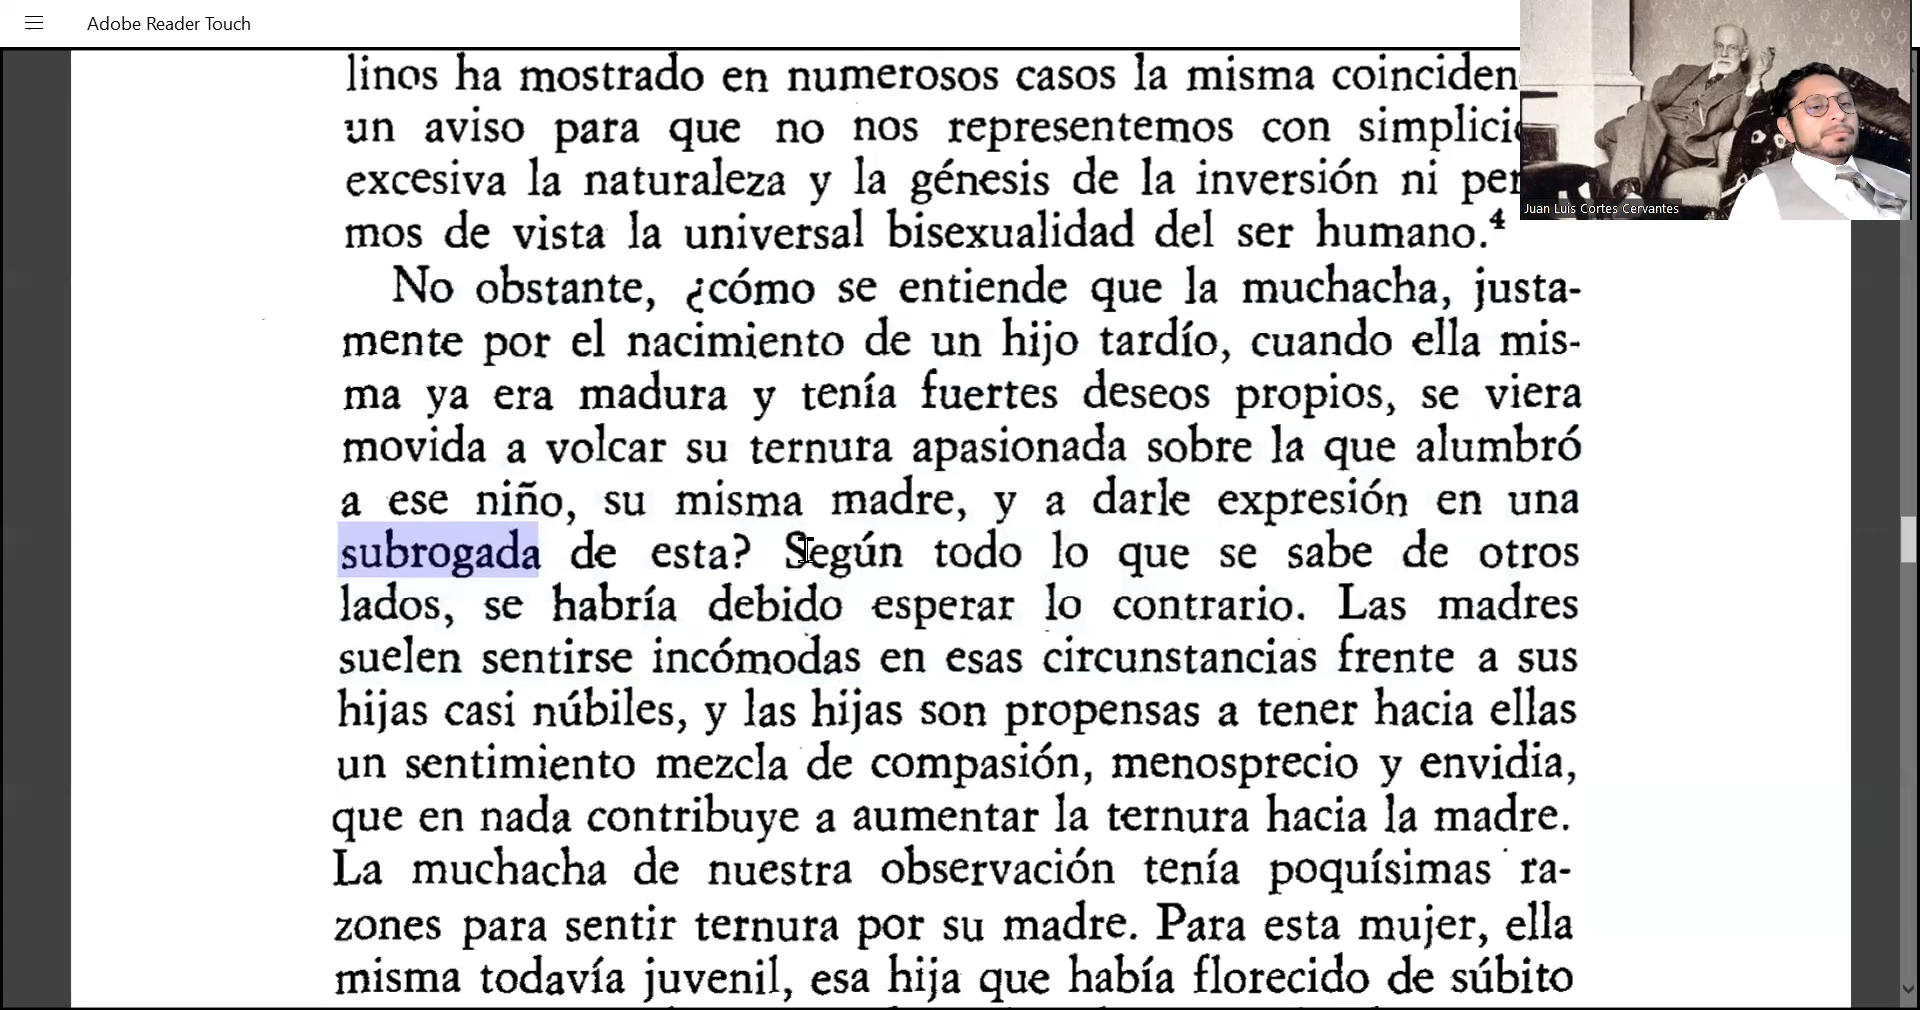 Adobe Reader Touch
linos ha mostrado en numerosos casos la misma coinciden
un aviso para que no nos representemos con
excesiva la naturaleza y la génesis de la inversión ni
mos de vista la universal bisexualidad del ser humano.⁴
No obstante, ¿cómo se entiende que la muchacha, justa-
mente por el nacimiento de un hijo tardío, cuando ella mis-
ma ya era madura y tenía fuertes deseos propios, se viera
movida a volcar su ternura apasionada sobre la que alumbró
a ese niño, su misma madre, y a darle expresión en una
subrogada de esta? Según todo lo que se sabe de otros
lados, se habría debido esperar lo contrario. Las madres
suelen sentirse incómodas en esas circunstancias frente a sus
hijas casi núbiles, y las hijas son propensas a tener hacia ellas
un sentimiento mezcla de compasión, menosprecio y envidia,
que en nada contribuye a aumentar la ternura hacia la madre.
La muchacha de nuestra observación tenía poquísimas ra-
zones para sentir ternura por su madre. Para esta mujer, ella
misma todavía juvenil, esa hija que había florecido de súbito
Juan Luis Cortes Cervantes